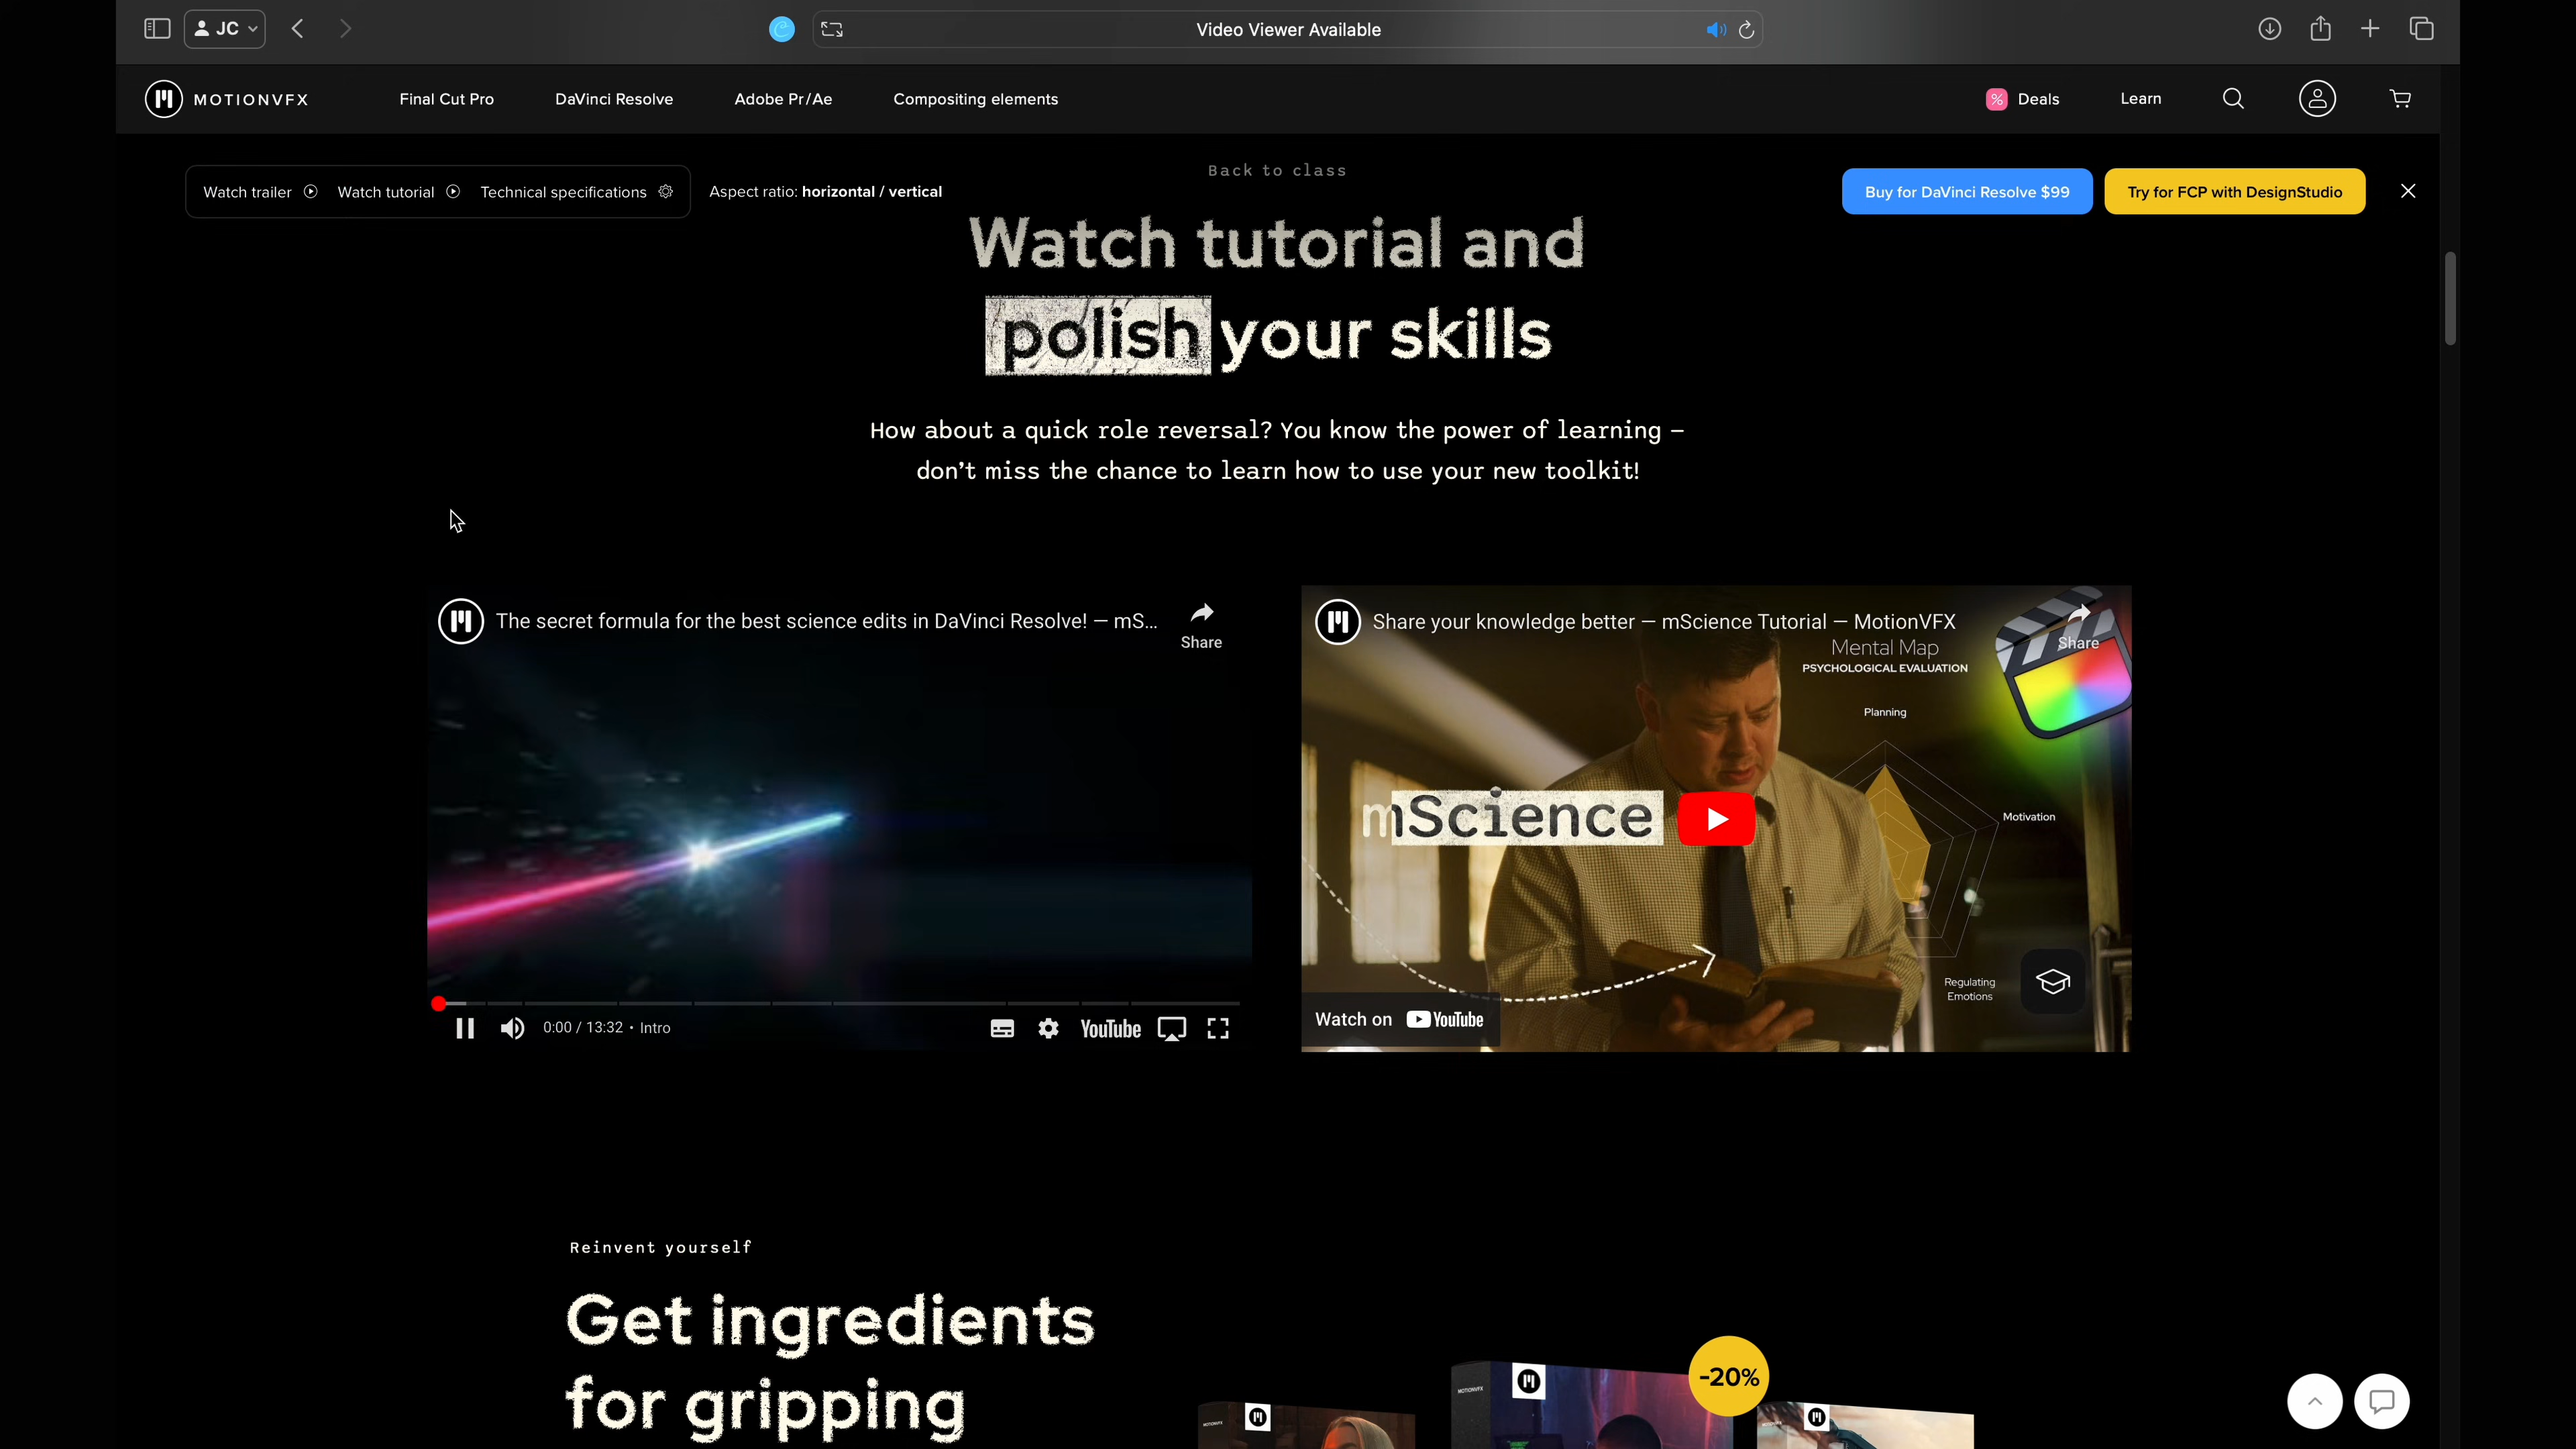 JC
Video Viewer Available
MOTIONVFX
Final Cut Pro
DaVinci Resolve
Adobe Pr/Ae
Compositing elements
% Deals
Learn
Back to class
Watch trailer
Watch tutorial
Technical specifications
Aspect ratio: horizontal / vertical
Buy for DaVinci Resolve $99
Try for FCP with DesignStudio
Watch tutorial and
polish your skills
How about a quick role reversal? You know the power of learning –
don't miss the chance to learn how to use your new toolkit!
The secret formula for the best science edits in DaVinci Resolve! — mS...
Share
0:00 / 13:32 • Intro
YouTube
Share your knowledge better — mScience Tutorial — MotionVFX
Share
Mental Map
PSYCHOLOGICAL EVALUATION
Planning
Motivation
mScience
Regulating
Emotions
Watch on YouTube
Reinvent yourself
Get ingredients
for gripping
-20%
MOTIONVFX
MOTIONVFX